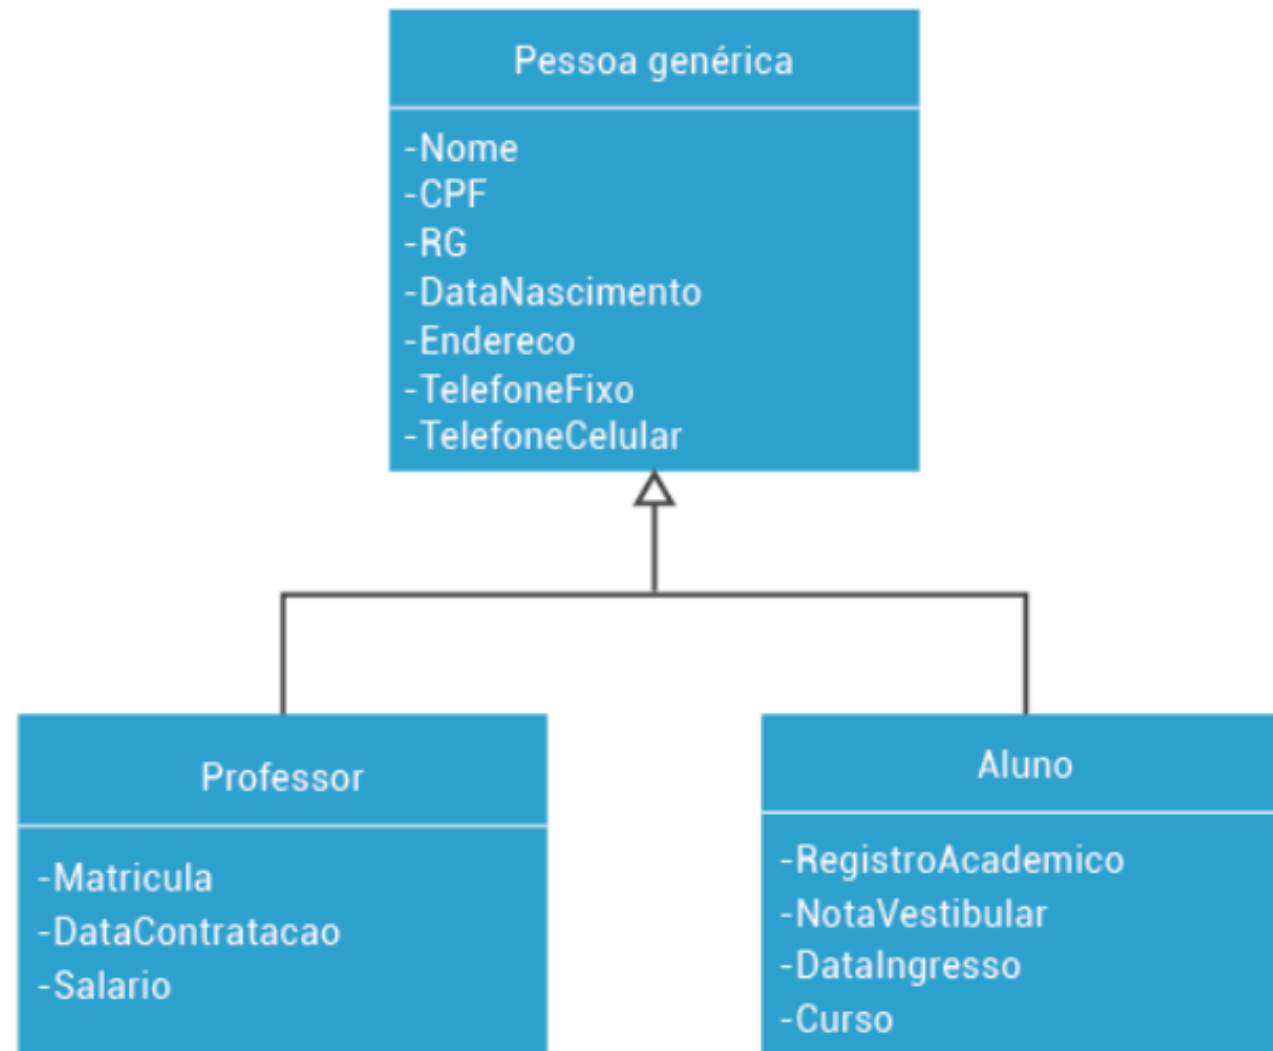 Pessoa genérica
-Nome
-CPF
-RG
-DataNascimento
-Endereco
-TelefoneFixo
-TelefoneCelular
Professor
-Matricula
-DataContratacao
-Salario
Aluno
-RegistroAcademico
-NotaVestibular
-DataIngresso
-Curso